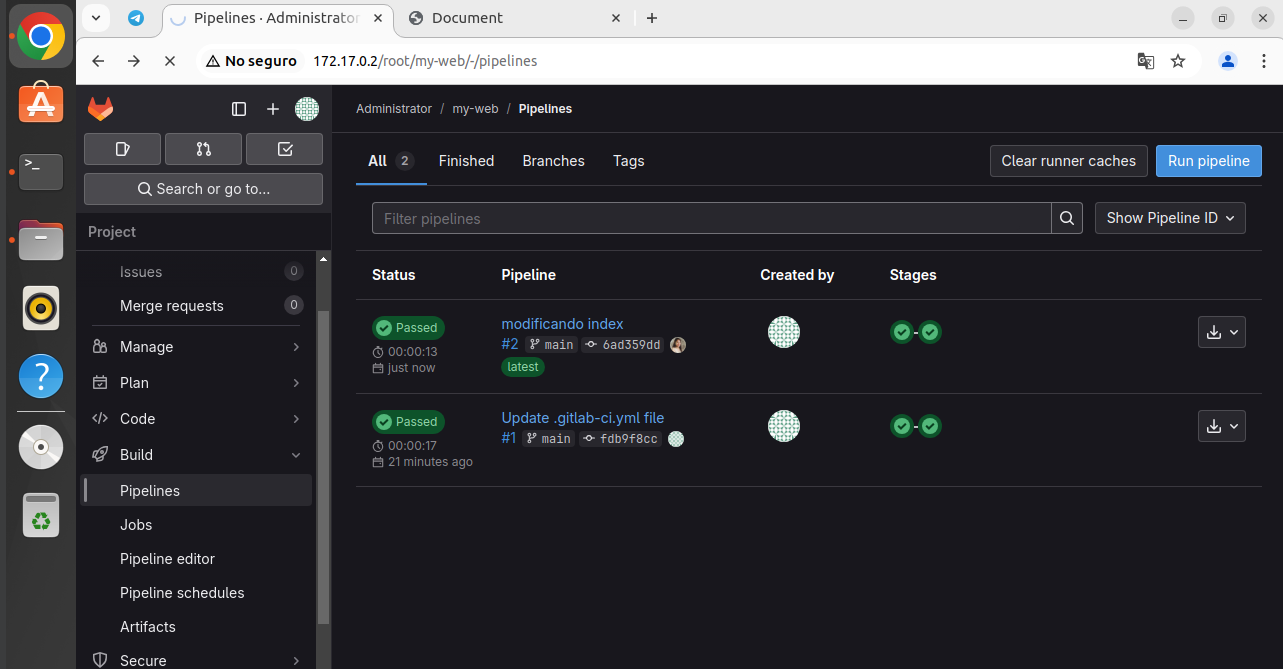 Pipelines · Administrator
Document
No seguro 172.17.0.2/root/my-web/-/pipelines
Search or go to...
Project
Issues 0
Merge requests 0
Manage
Plan
Code
Build
Pipelines
Jobs
Pipeline editor
Pipeline schedules
Artifacts
Secure
Administrator / my-web / Pipelines
All 2 Finished Branches Tags Clear runner caches Run pipeline
Filter pipelines Show Pipeline ID
Status Pipeline Created by Stages
Passed
00:00:13
just now
modificando index
#2 main 6ad359dd
latest
Passed
00:00:17
21 minutes ago
Update .gitlab-ci.yml file
#1 main fdb9f8cc